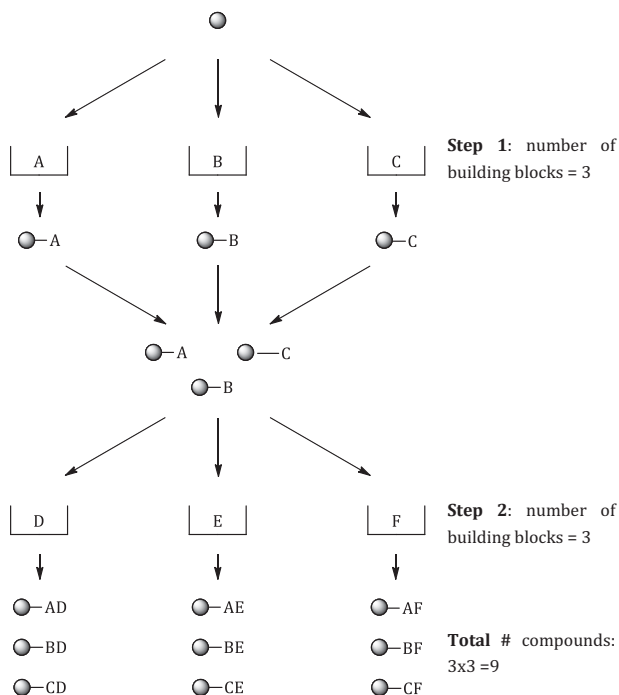 A
B
C
Step 1: number of
building blocks = 3
A
B
C
A
C
B
D
E
F
Step 2: number of
building blocks = 3
AD
AE
AF
BD
BE
BF
Total # compounds:
3x3 =9
CD
CE
CF